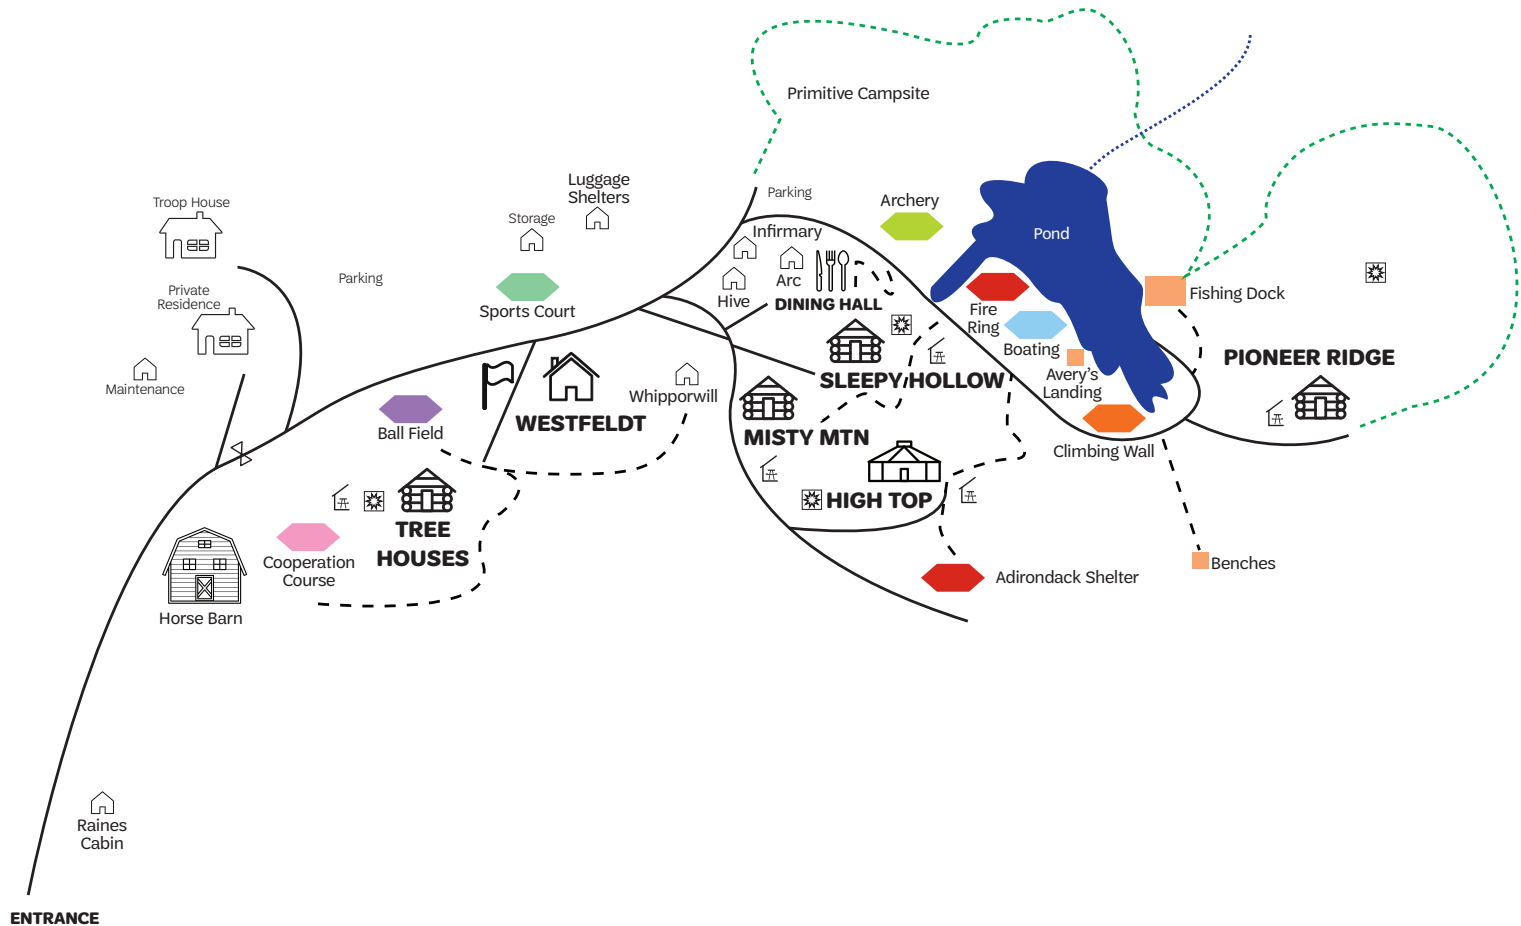 Primitive Campsite
Luggage
Shelters
Troop House
Parking
Archery
Storage
Infirmary
Pond
Parking
Private
Residence
Arc
Hive
Fishing Dock
Sports Court
DINING HALL
Fire
Ring
Boating
PIONEER RIDGE
Maintenance
Avery's
Landing
SLEEPY HOLLOW
Whipporwill
WESTFELDT
Ball Field
MISTY MTN
Climbing Wall
HIGH TOP
TREE
HOUSES
Cooperation
Course
Benches
Adirondack Shelter
Horse Barn
Raines
Cabin
ENTRANCE